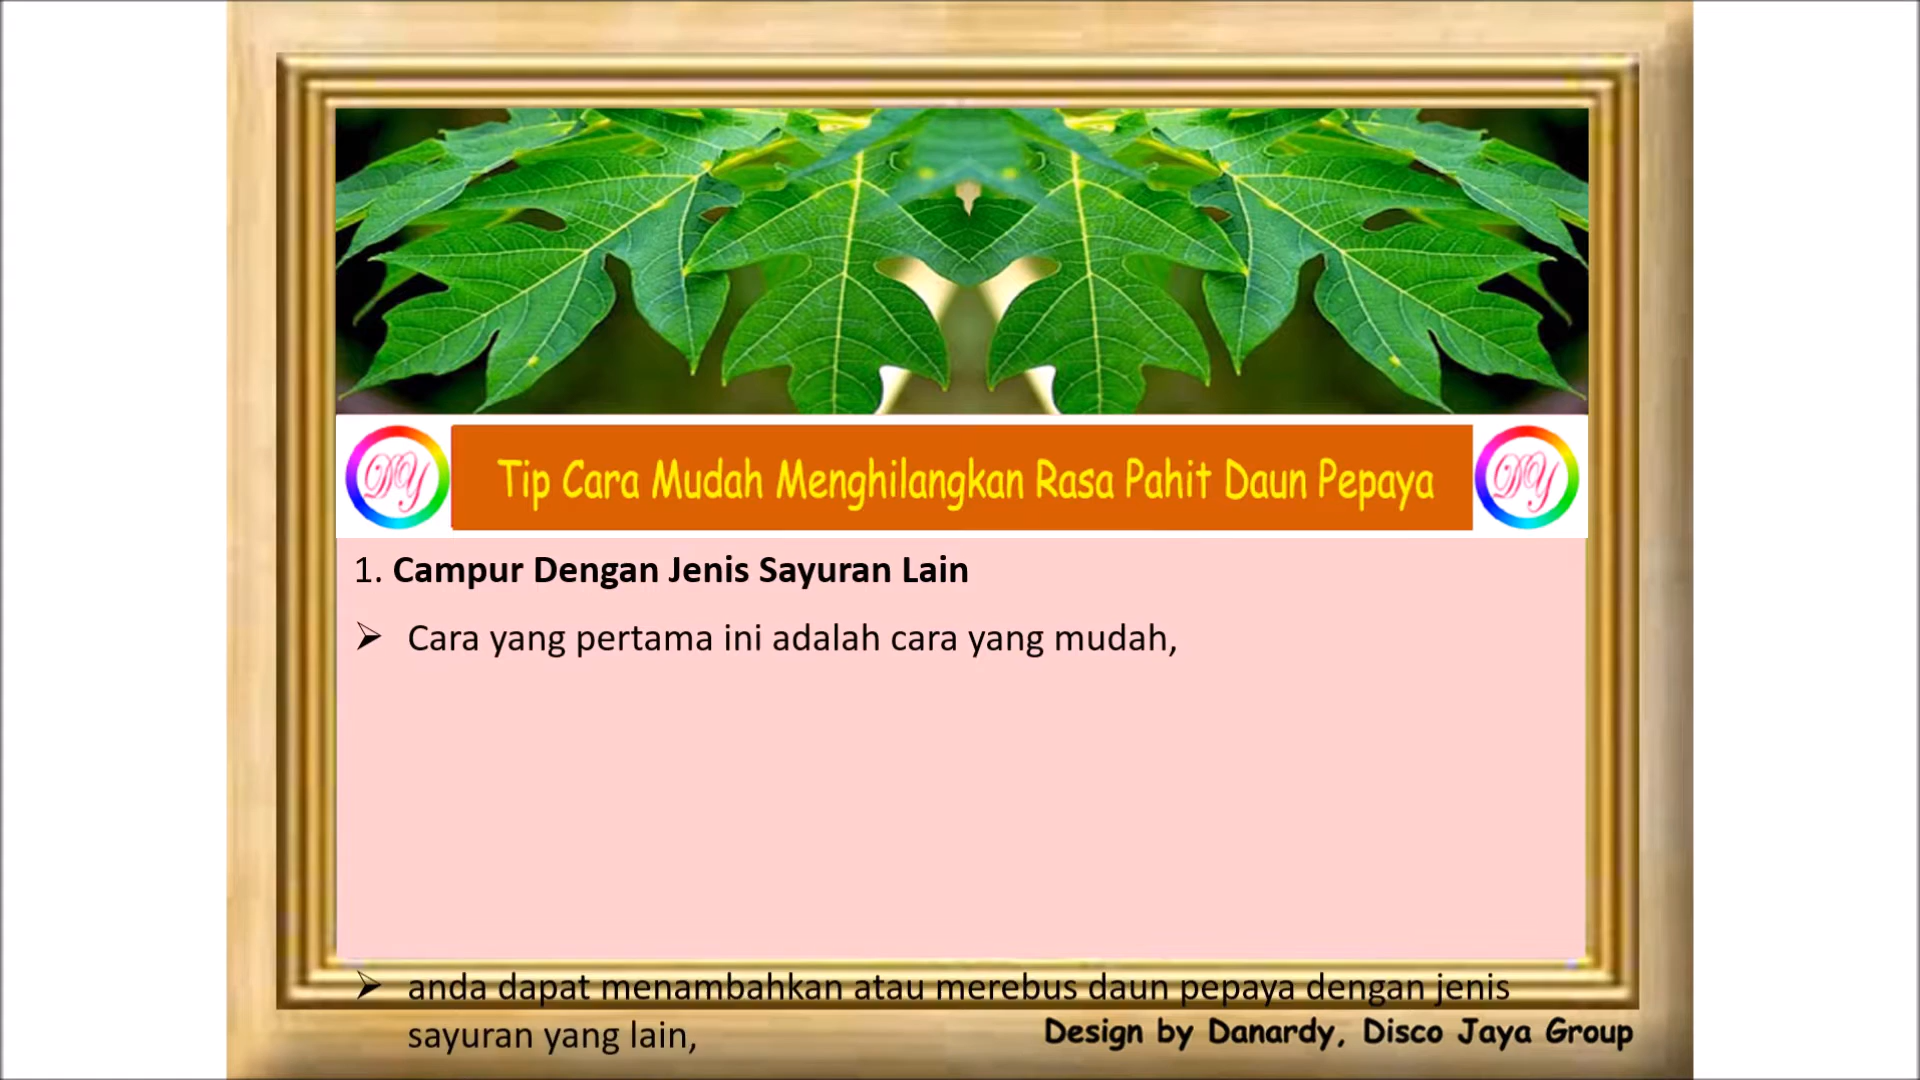 DY
DY
Tip Cara Mudah Menghilangkan Rasa Pahit Daun Pepaya
1. Campur Dengan Jenis Sayuran Lain
➢ Cara yang pertama ini adalah cara yang mudah,
➢ anda dapat menambahkan atau merebus daun pepaya dengan jenis
sayuran yang lain,
Design by Danardy, Disco Jaya Group